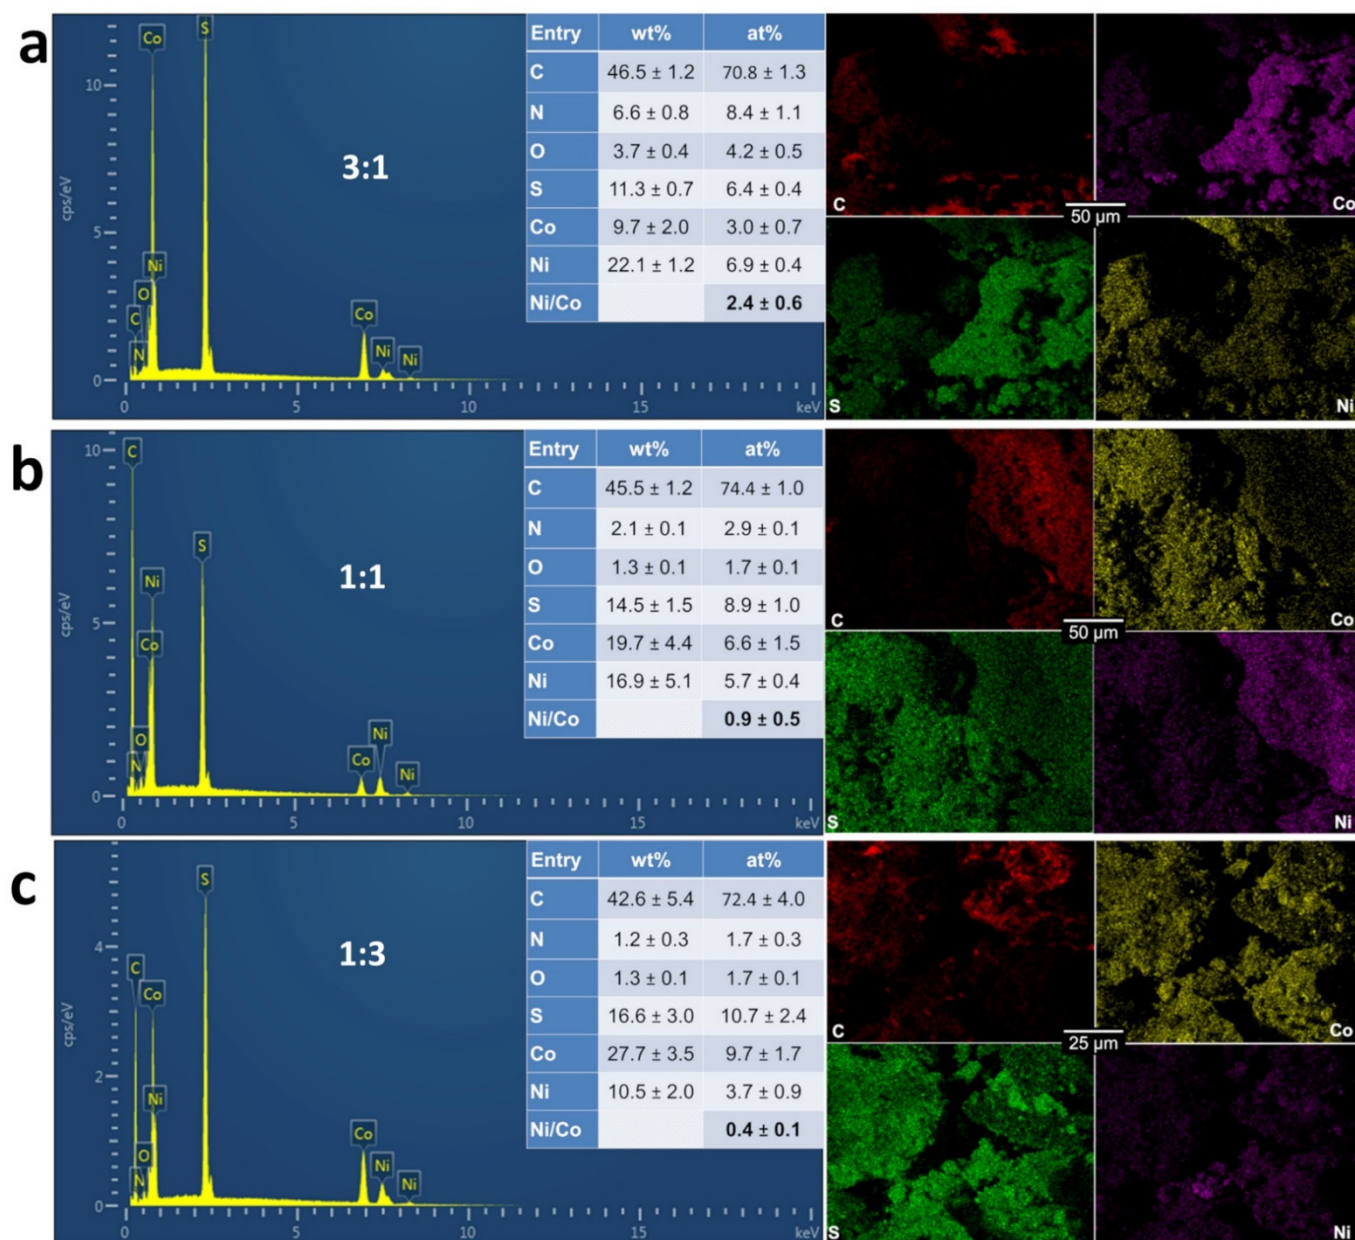 a
cps/eV
10
5
0
Co
S
Ni
O
C
N
Co
Ni
Ni
3:1
0 5 10 15 keV
Entry wt% at%
C 46.5 ± 1.2 70.8 ± 1.3
N 6.6 ± 0.8 8.4 ± 1.1
O 3.7 ± 0.4 4.2 ± 0.5
S 11.3 ± 0.7 6.4 ± 0.4
Co 9.7 ± 2.0 3.0 ± 0.7
Ni 22.1 ± 1.2 6.9 ± 0.4
Ni/Co 2.4 ± 0.6
C 50 µm Co
S Ni
b
cps/eV
10
5
0
C
Ni
S
Co
O
N
Co
Ni
Ni
1:1
0 5 10 15 keV
Entry wt% at%
C 45.5 ± 1.2 74.4 ± 1.0
N 2.1 ± 0.1 2.9 ± 0.1
O 1.3 ± 0.1 1.7 ± 0.1
S 14.5 ± 1.5 8.9 ± 1.0
Co 19.7 ± 4.4 6.6 ± 1.5
Ni 16.9 ± 5.1 5.7 ± 0.4
Ni/Co 0.9 ± 0.5
C 50 µm Co
S Ni
c
cps/eV
4
2
0
S
C
Co
Ni
O
N
Co
Ni
Ni
1:3
0 5 10 15 keV
Entry wt% at%
C 42.6 ± 5.4 72.4 ± 4.0
N 1.2 ± 0.3 1.7 ± 0.3
O 1.3 ± 0.1 1.7 ± 0.1
S 16.6 ± 3.0 10.7 ± 2.4
Co 27.7 ± 3.5 9.7 ± 1.7
Ni 10.5 ± 2.0 3.7 ± 0.9
Ni/Co 0.4 ± 0.1
C 25 µm Co
S Ni